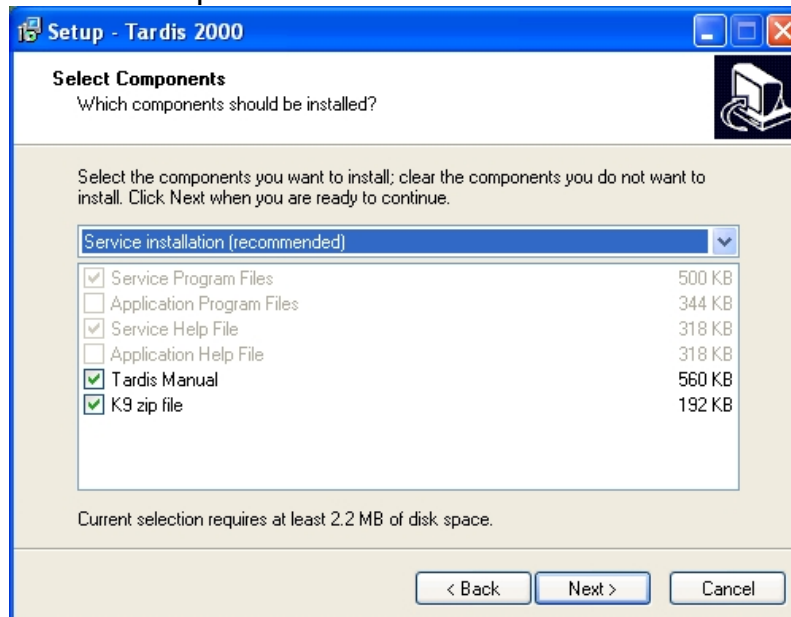 Setup - Tardis 2000
Select Components
Which components should be installed?
Select the components you want to install; clear the components you do not want to
install. Click Next when you are ready to continue.
Service installation (recommended)
Service Program Files 500 KB
Application Program Files 344 KB
Service Help File 318 KB
Application Help File 318 KB
Tardis Manual 560 KB
K9 zip file 192 KB
Current selection requires at least 2.2 MB of disk space.
< Back Next > Cancel